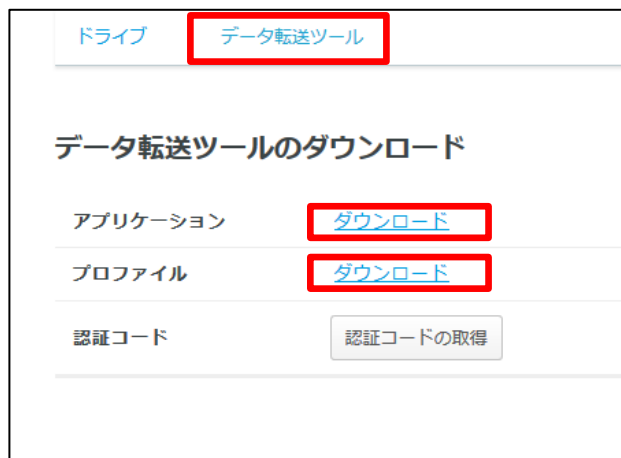 ドライブ データ転送ツール
データ転送ツールのダウンロード
アプリケーション ダウンロード
プロファイル ダウンロード
認証コード 認証コードの取得